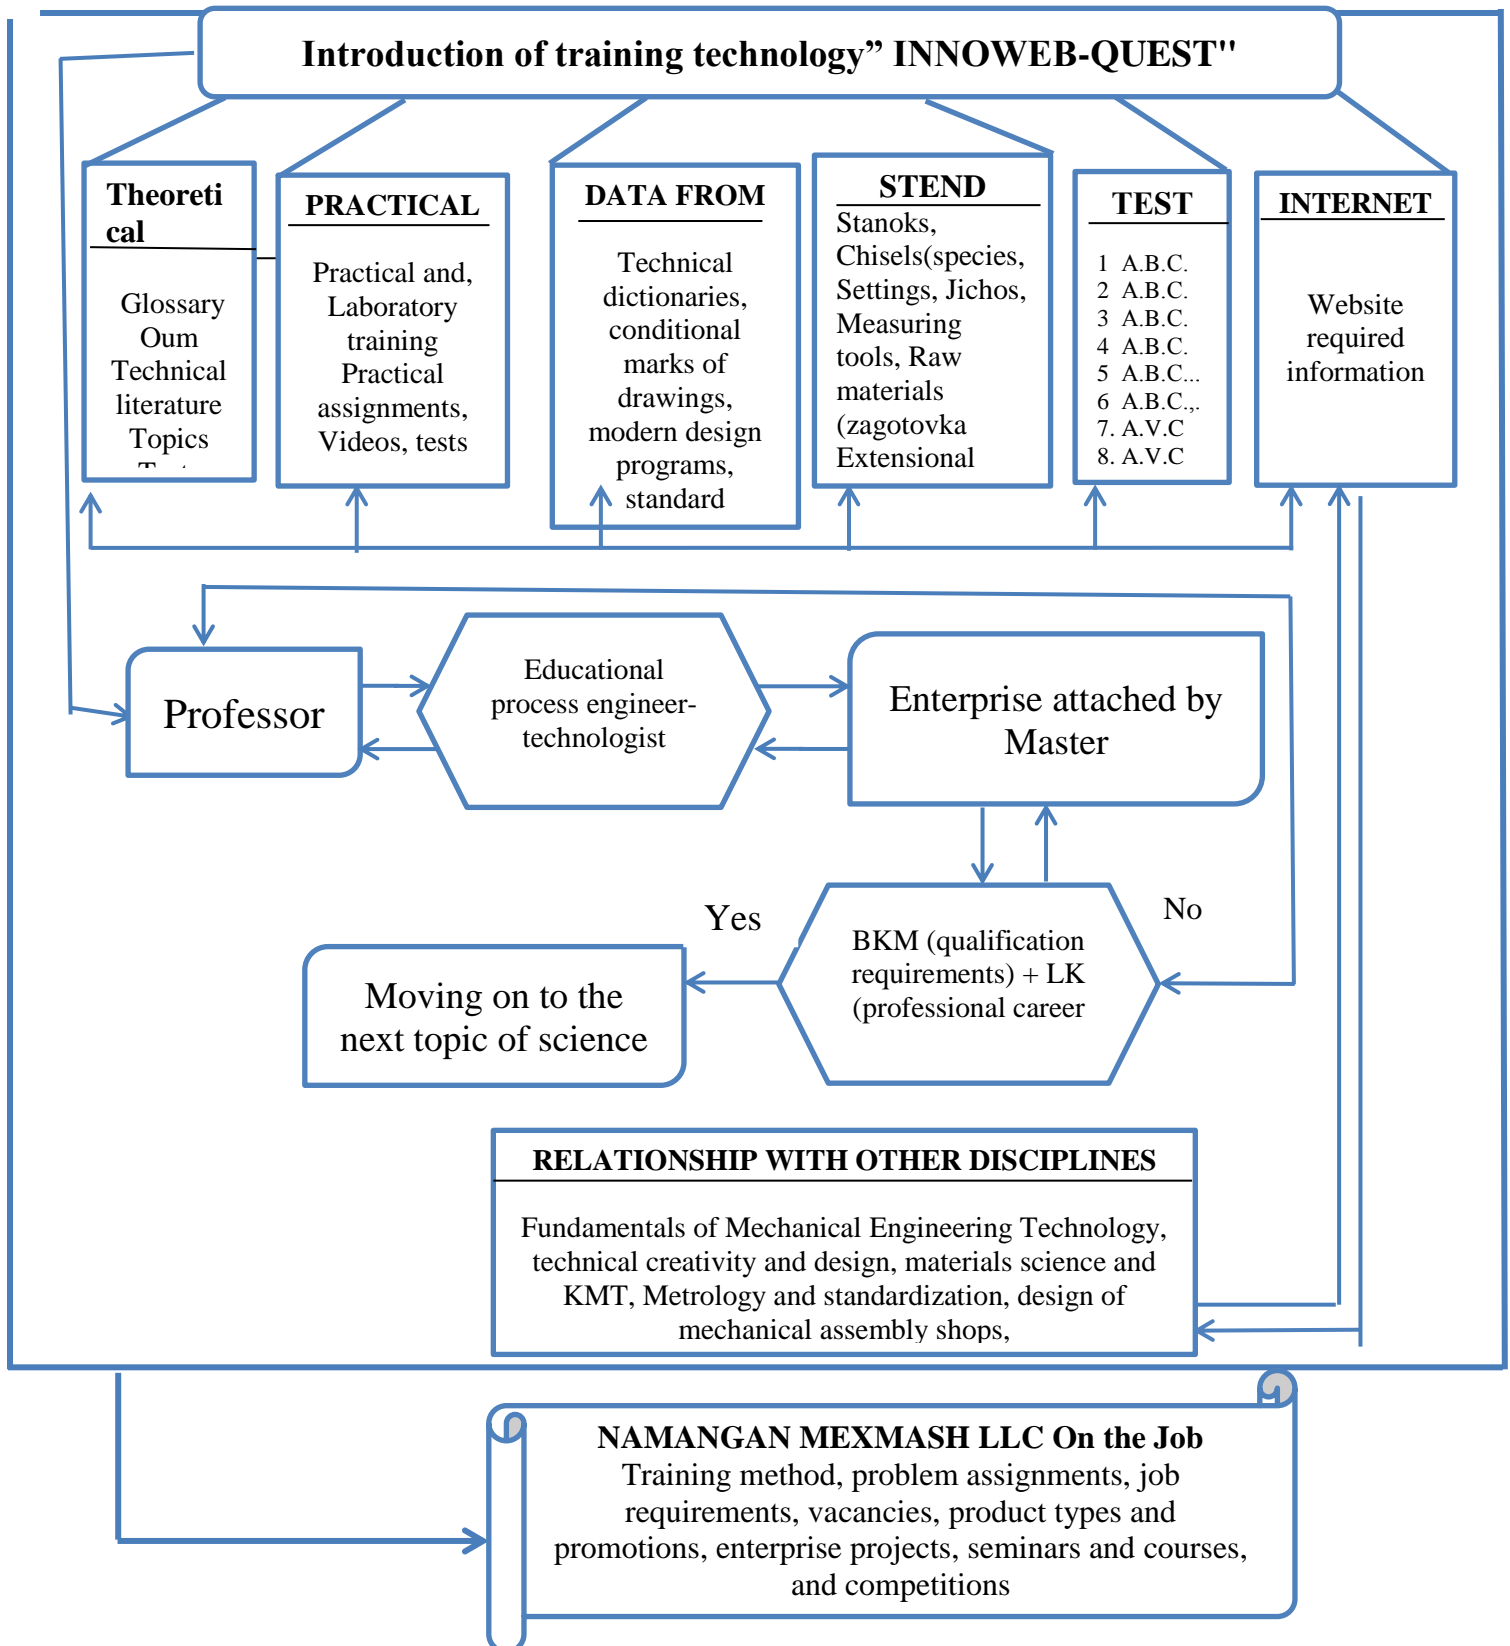 Introduction of training technology” INNOWEB-QUEST"
Theoreti
cal
Glossary
Oum
Technical
literature
Topics
PRACTICAL
Practical and,
Laboratory
training
Practical
assignments,
Videos, tests
DATA FROM
Technical
dictionaries,
conditional
marks of
drawings,
modern design
programs,
standard
STEND
Stanoks,
Chisels(species,
Settings, Jichos,
Measuring
tools, Raw
materials
(zagotovka
Extensional
TEST
1 A.B.C.
2 A.B.C.
3 A.B.C.
4 A.B.C.
5 A.B.C...
6 A.B.C.,.
7. A.V.C
8. A.V.C
INTERNET
Website
required
information
Professor
Educational
process engineer-
technologist
Enterprise attached by
Master
Yes
No
BKM (qualification
requirements) + LK
(professional career
Moving on to the
next topic of science
RELATIONSHIP WITH OTHER DISCIPLINES
Fundamentals of Mechanical Engineering Technology,
technical creativity and design, materials science and
KMT, Metrology and standardization, design of
mechanical assembly shops,
NAMANGAN MEXMASH LLC On the Job
Training method, problem assignments, job
requirements, vacancies, product types and
promotions, enterprise projects, seminars and courses,
and competitions